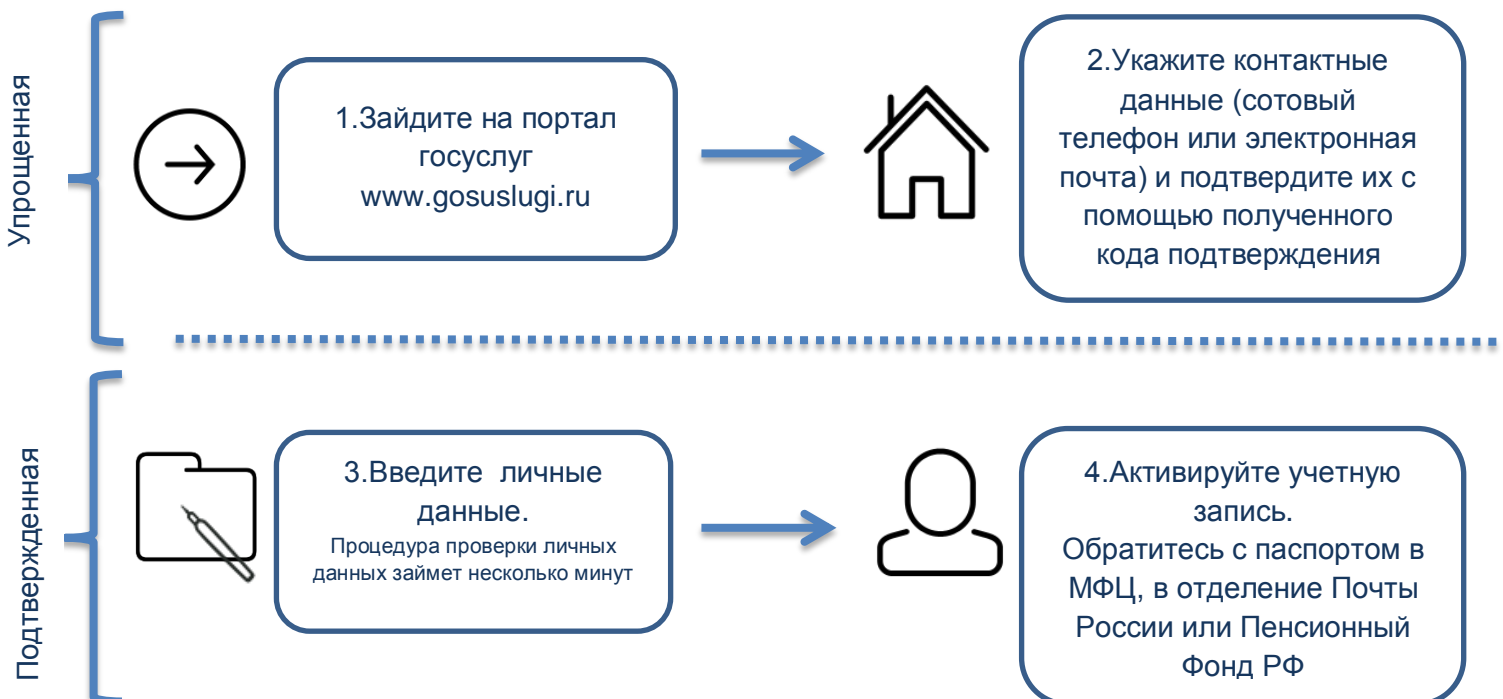 Упрощенная
1.Зайдите на портал
госуслуг
www.gosuslugi.ru
2.Укажите контактные
данные (сотовый
телефон или электронная
почта) и подтвердите их с
помощью полученного
кода подтверждения
Подтвержденная
3.Введите личные
данные.
Процедура проверки личных
данных займет несколько минут
4.Активируйте учетную
запись.
Обратитесь с паспортом в
МФЦ, в отделение Почты
России или Пенсионный
Фонд РФ